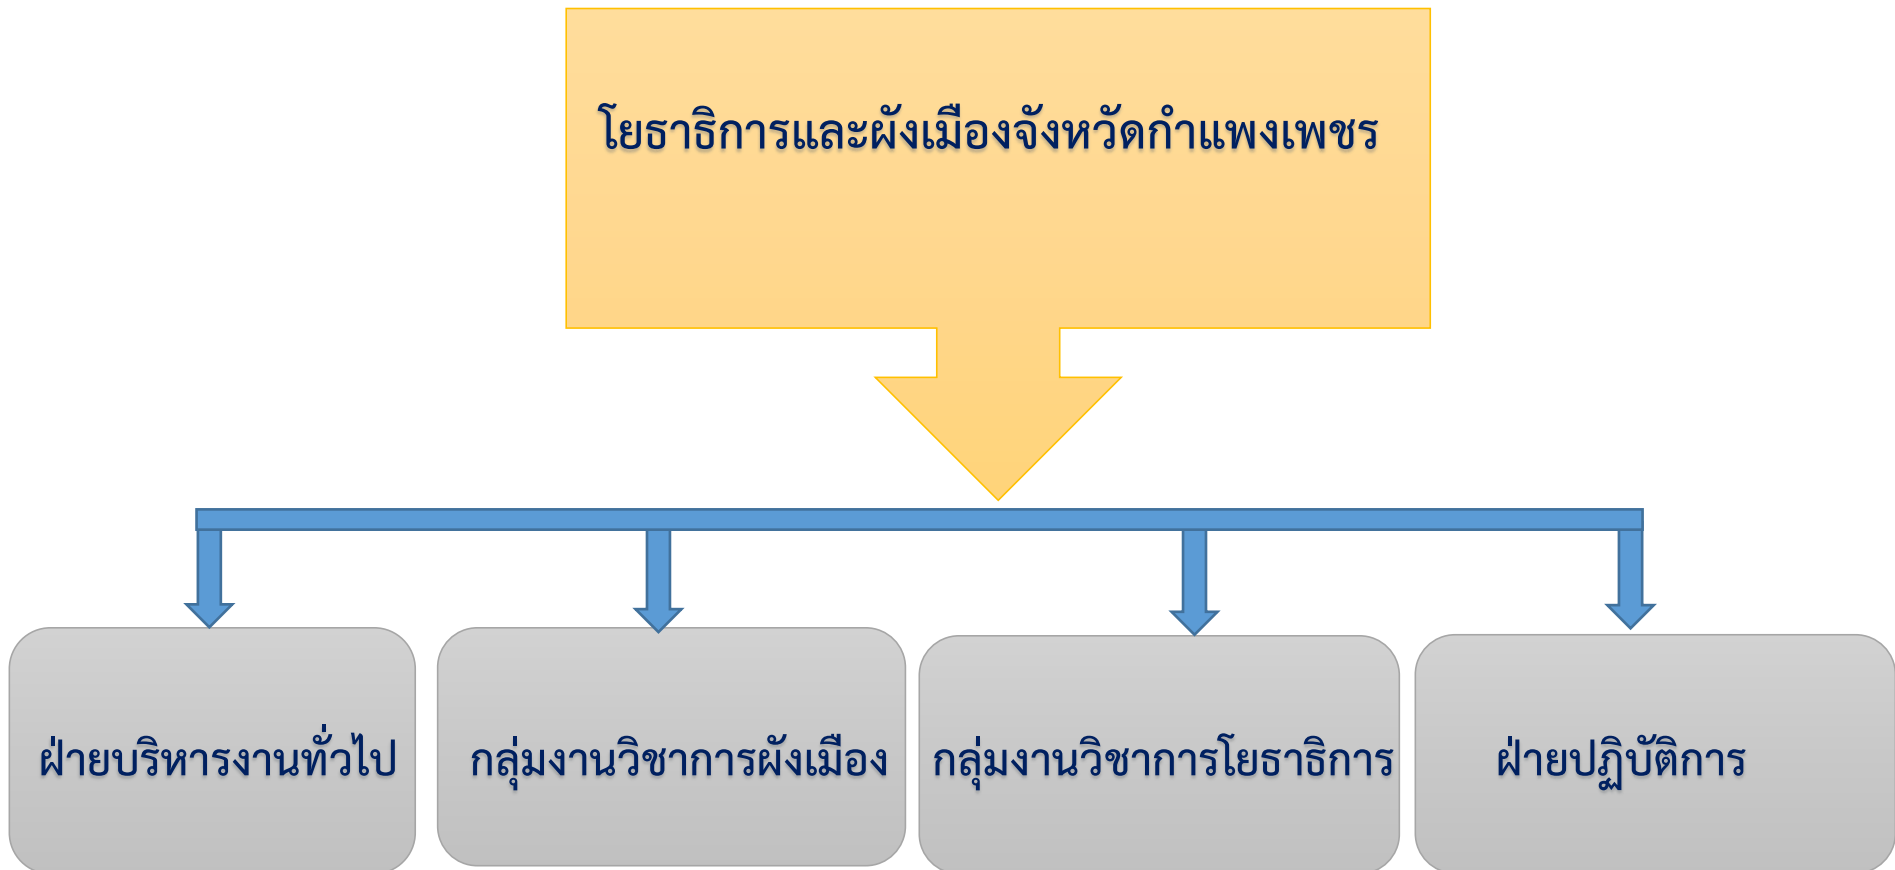 โยธาธิการและผังเมืองจังหวัดกำแพงเพชร
ฝ่ายบริหารงานทั่วไป
กลุ่มงานวิชาการผังเมือง
กลุ่มงานวิชาการโยธาธิการ
ฝ่ายปฏิบัติการ